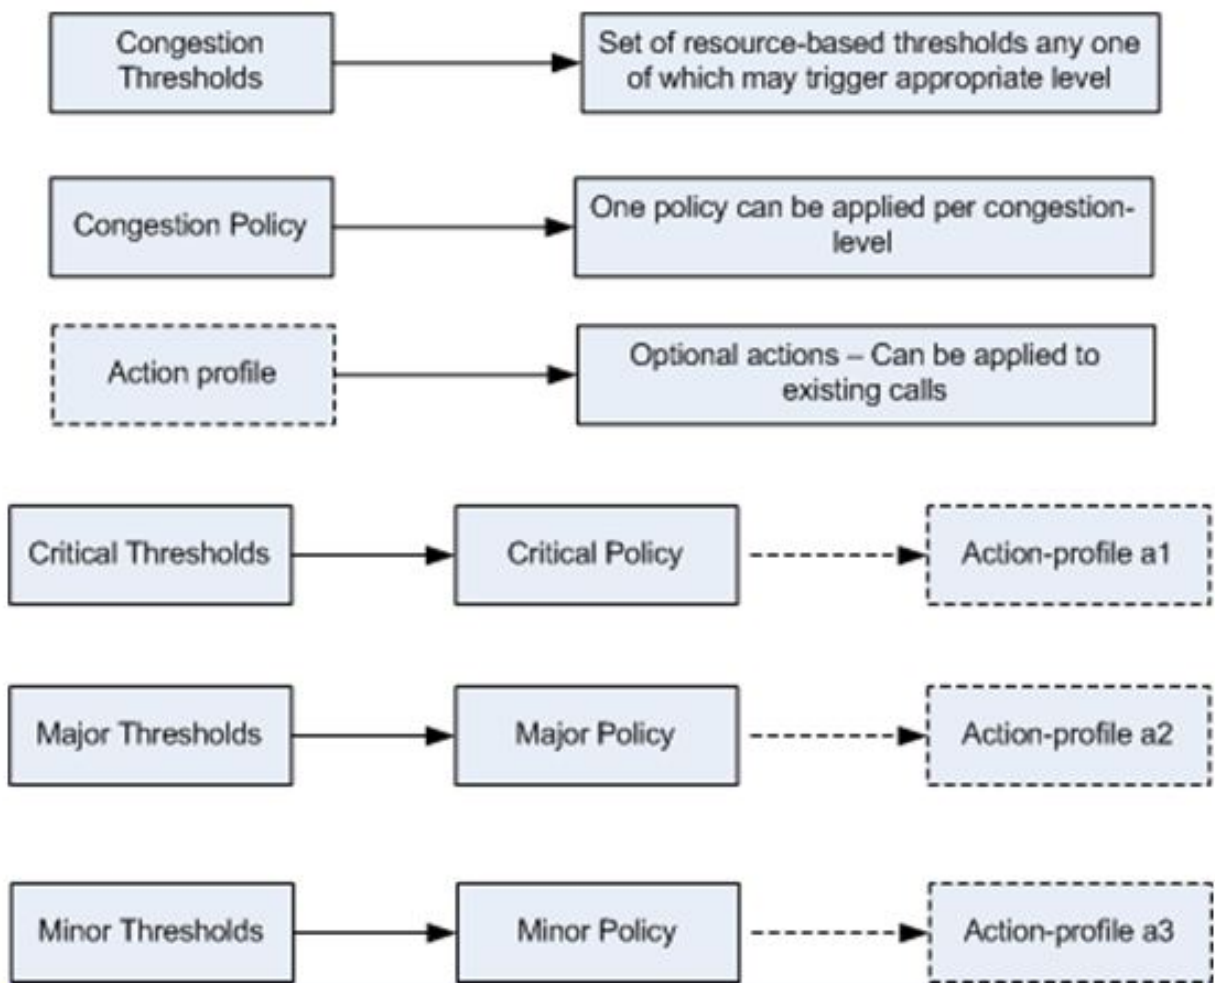 Congestion
Thresholds
Set of resource-based thresholds any one
of which may trigger appropriate level
Congestion Policy
One policy can be applied per congestion-
level
Action profile
Optional actions – Can be applied to
existing calls
Critical Thresholds
Critical Policy
Action-profile a1
Major Thresholds
Major Policy
Action-profile a2
Minor Thresholds
Minor Policy
Action-profile a3